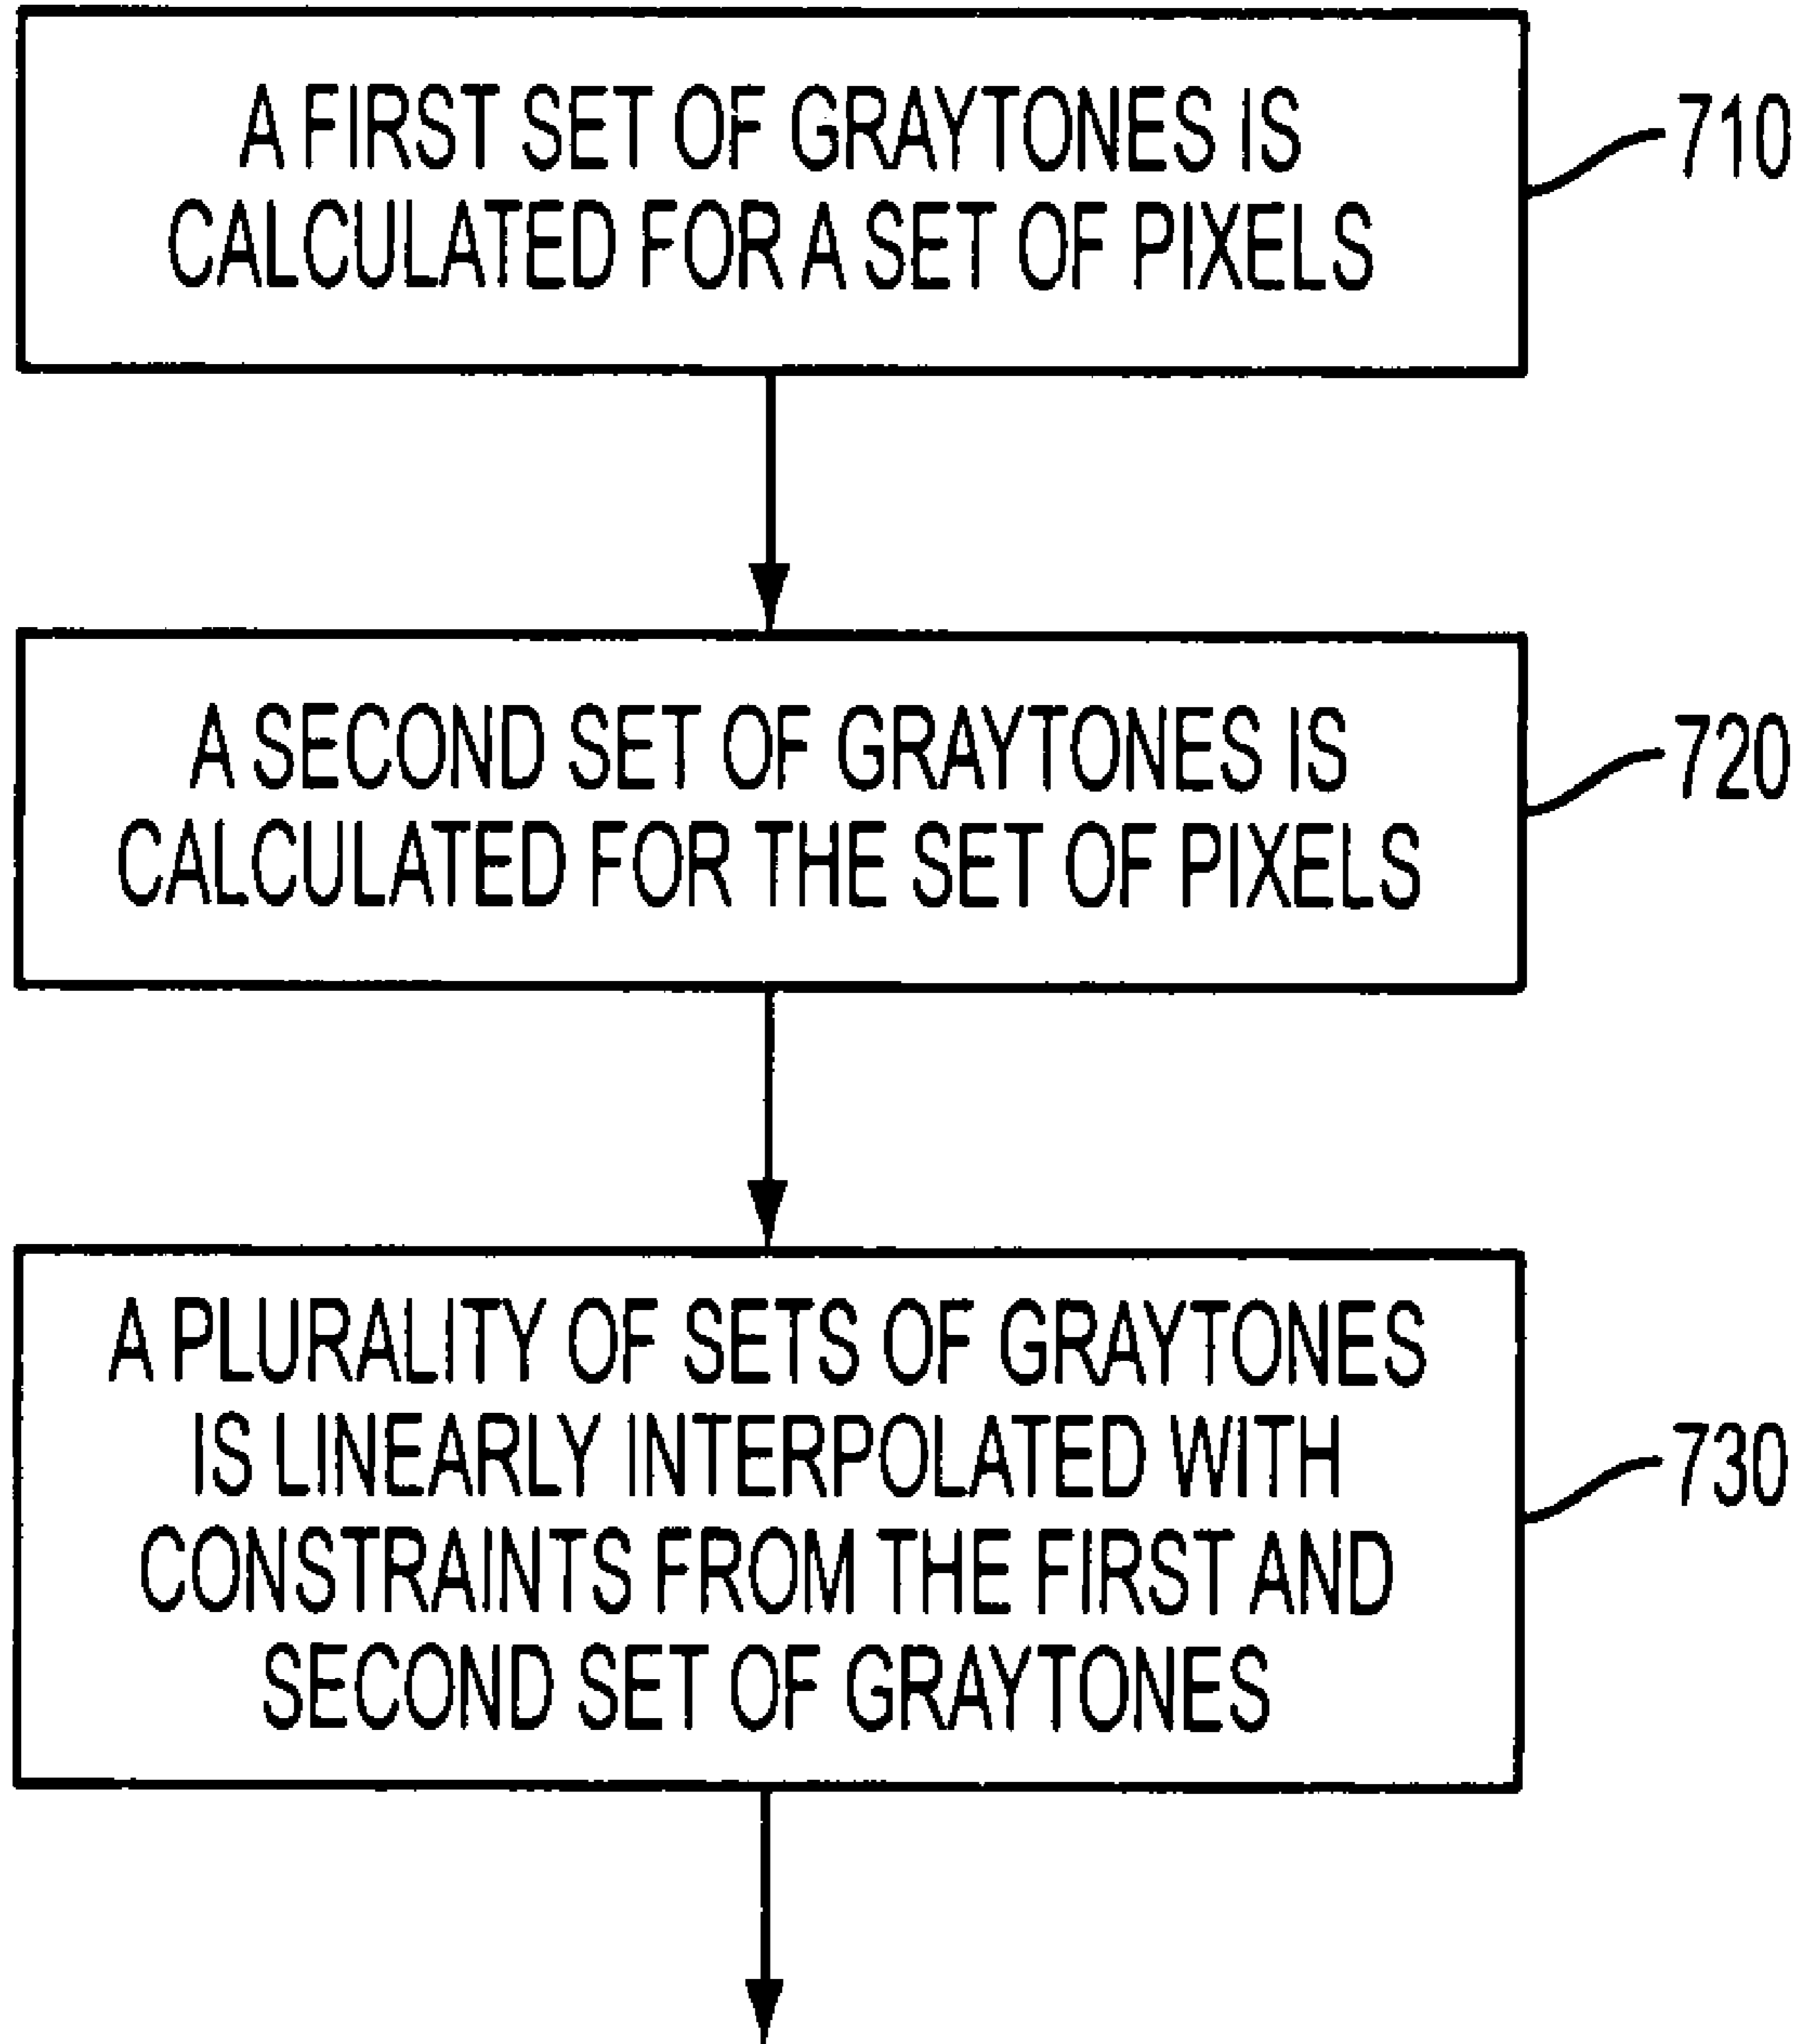 A FIRST SET OF GRAYTONES IS
CALCULATED FOR A SET OF PIXELS
710
A SECOND SET OF GRAYTONES IS
CALCULATED FOR THE SET OF PIXELS
720
A PLURALITY OF SETS OF GRAYTONES
IS LINEARLY INTERPOLATED WITH
CONSTRAINTS FROM THE FIRST AND
SECOND SET OF GRAYTONES
730